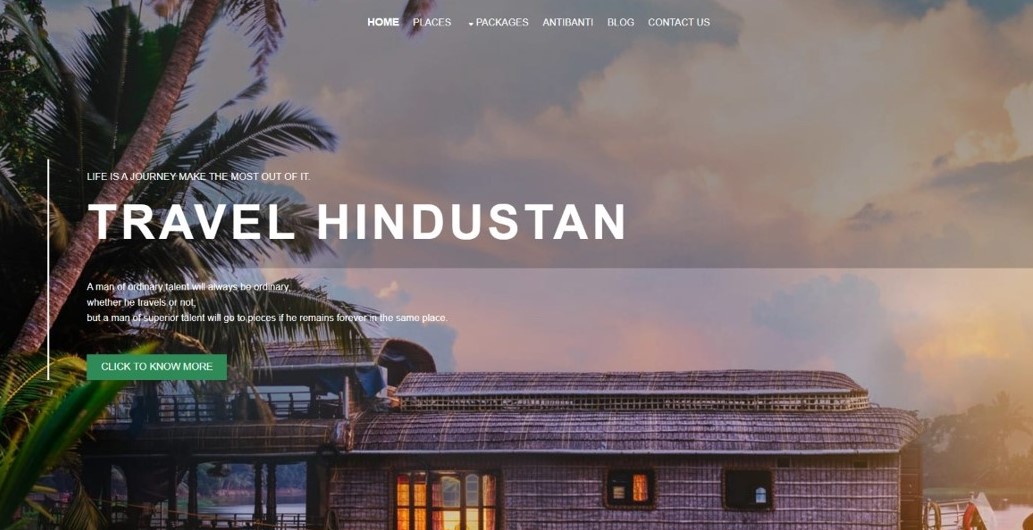 HOME PLACES PACKAGES ANTIBANTI BLOG CONTACT US
LIFE IS A JOURNEY MAKE THE MOST OUT OF IT.
TRAVEL HINDUSTAN
A man of ordinary talent will always be ordinary
whether he travels or not,
but a man of superior talent will go to pieces if he remains forever in the same place.
CLICK TO KNOW MORE